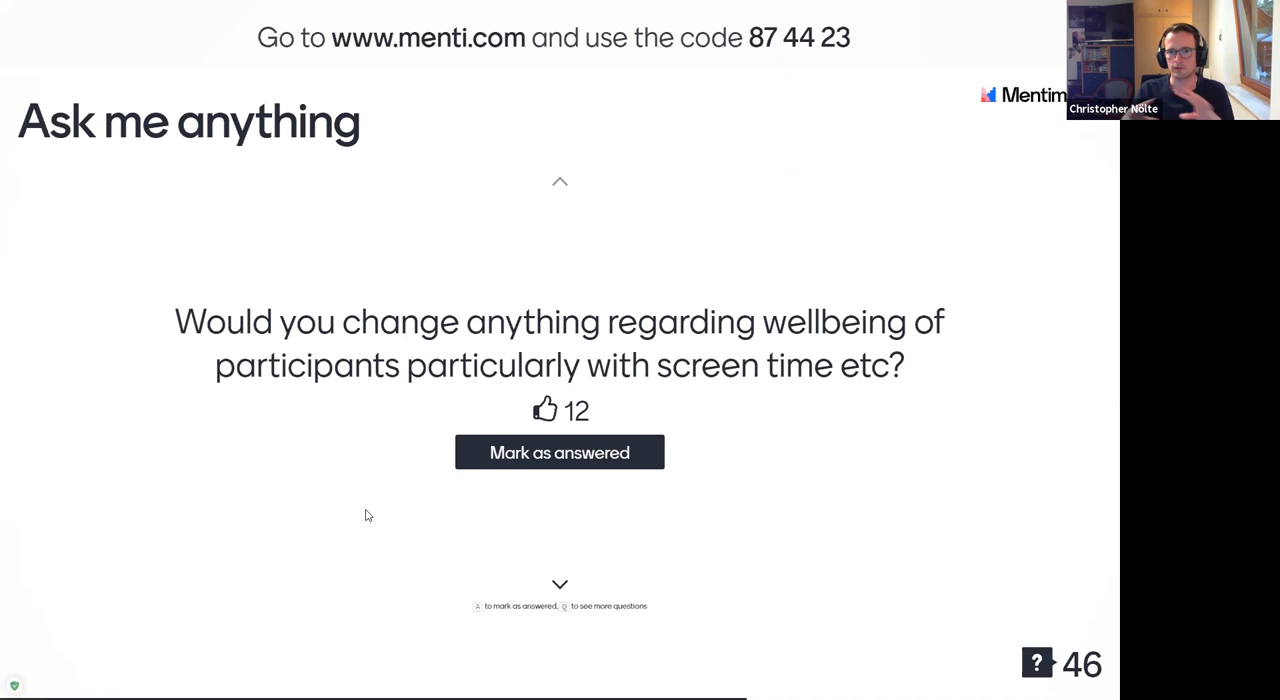 Go to www.menti.com and use the code 87 44 23
Mentim
Christopher Nölte
Ask me anything
Would you change anything regarding wellbeing of
participants particularly with screen time etc?
12
Mark as answered
A to mark as answered, Q to see more questions
? 46